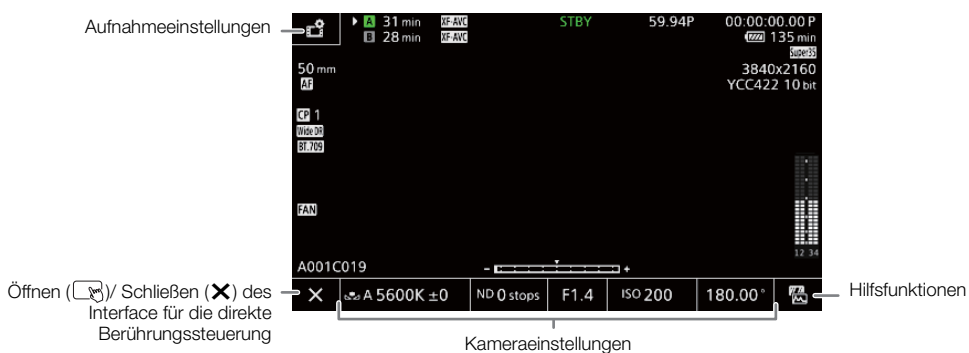 Aufnahmeeinstellungen
A 31 min XF-AVC STBY 59.94P 00:00:00.00 P
B 28 min XF-AVC 135 min
Super35
50 mm 3840x2160
AF YCC422 10 bit
CP 1
Wide DR
BT.709
FAN
12 34
A001C019 - +
Öffnen ( )/ Schließen (✕) des
Interface für die direkte
Berührungssteuerung
✕ A 5600K ±0 ND 0 stops F1.4 ISO 200 180.00°
Hilfsfunktionen
Kameraeinstellungen